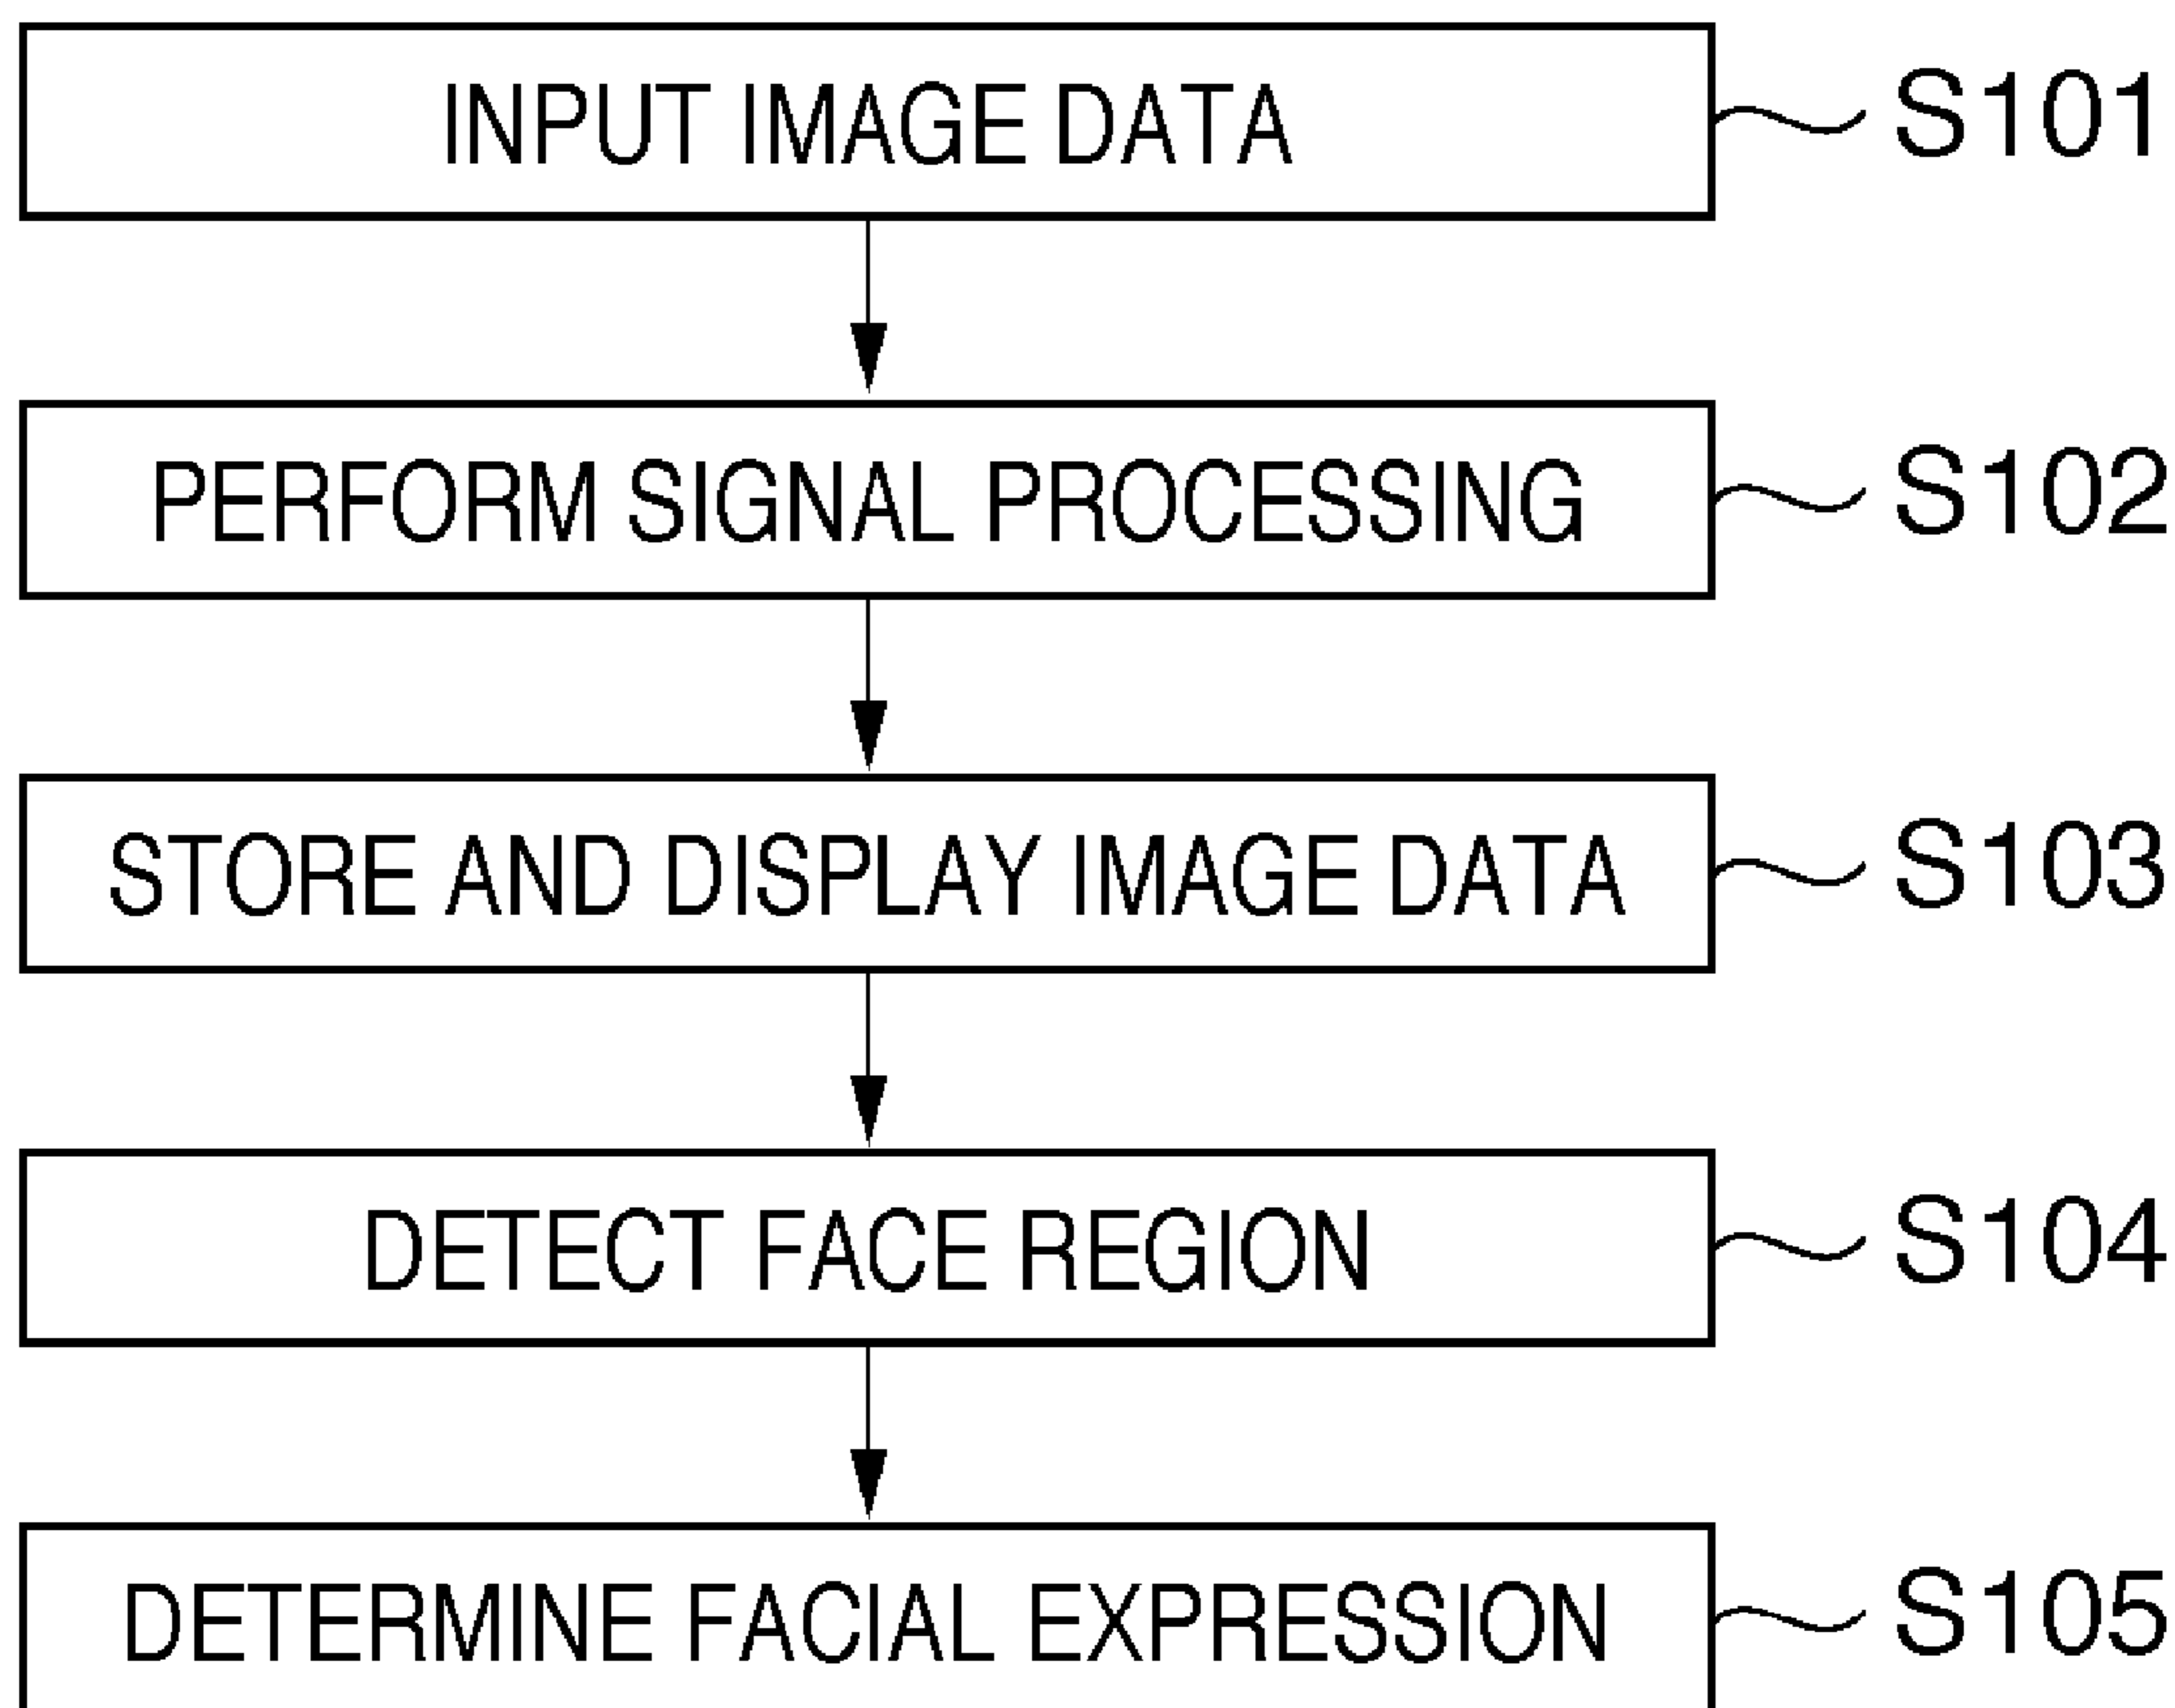 INPUT IMAGE DATA S101
PERFORM SIGNAL PROCESSING S102
STORE AND DISPLAY IMAGE DATA S103
DETECT FACE REGION S104
DETERMINE FACIAL EXPRESSION S105